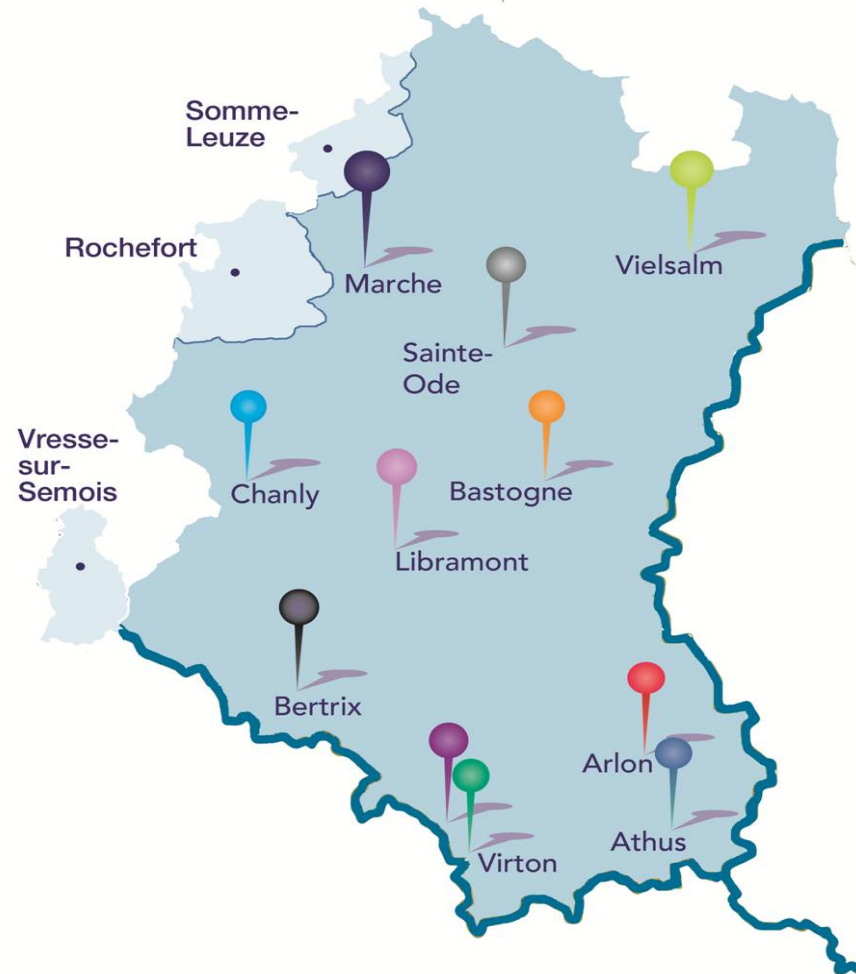 Somme-
Leuze
Rochefort
Marche
Vielsalm
Sainte-
Ode
Vresse-
sur-
Semois
Chanly
Bastogne
Libramont
Bertrix
Arlon
Athus
Virton